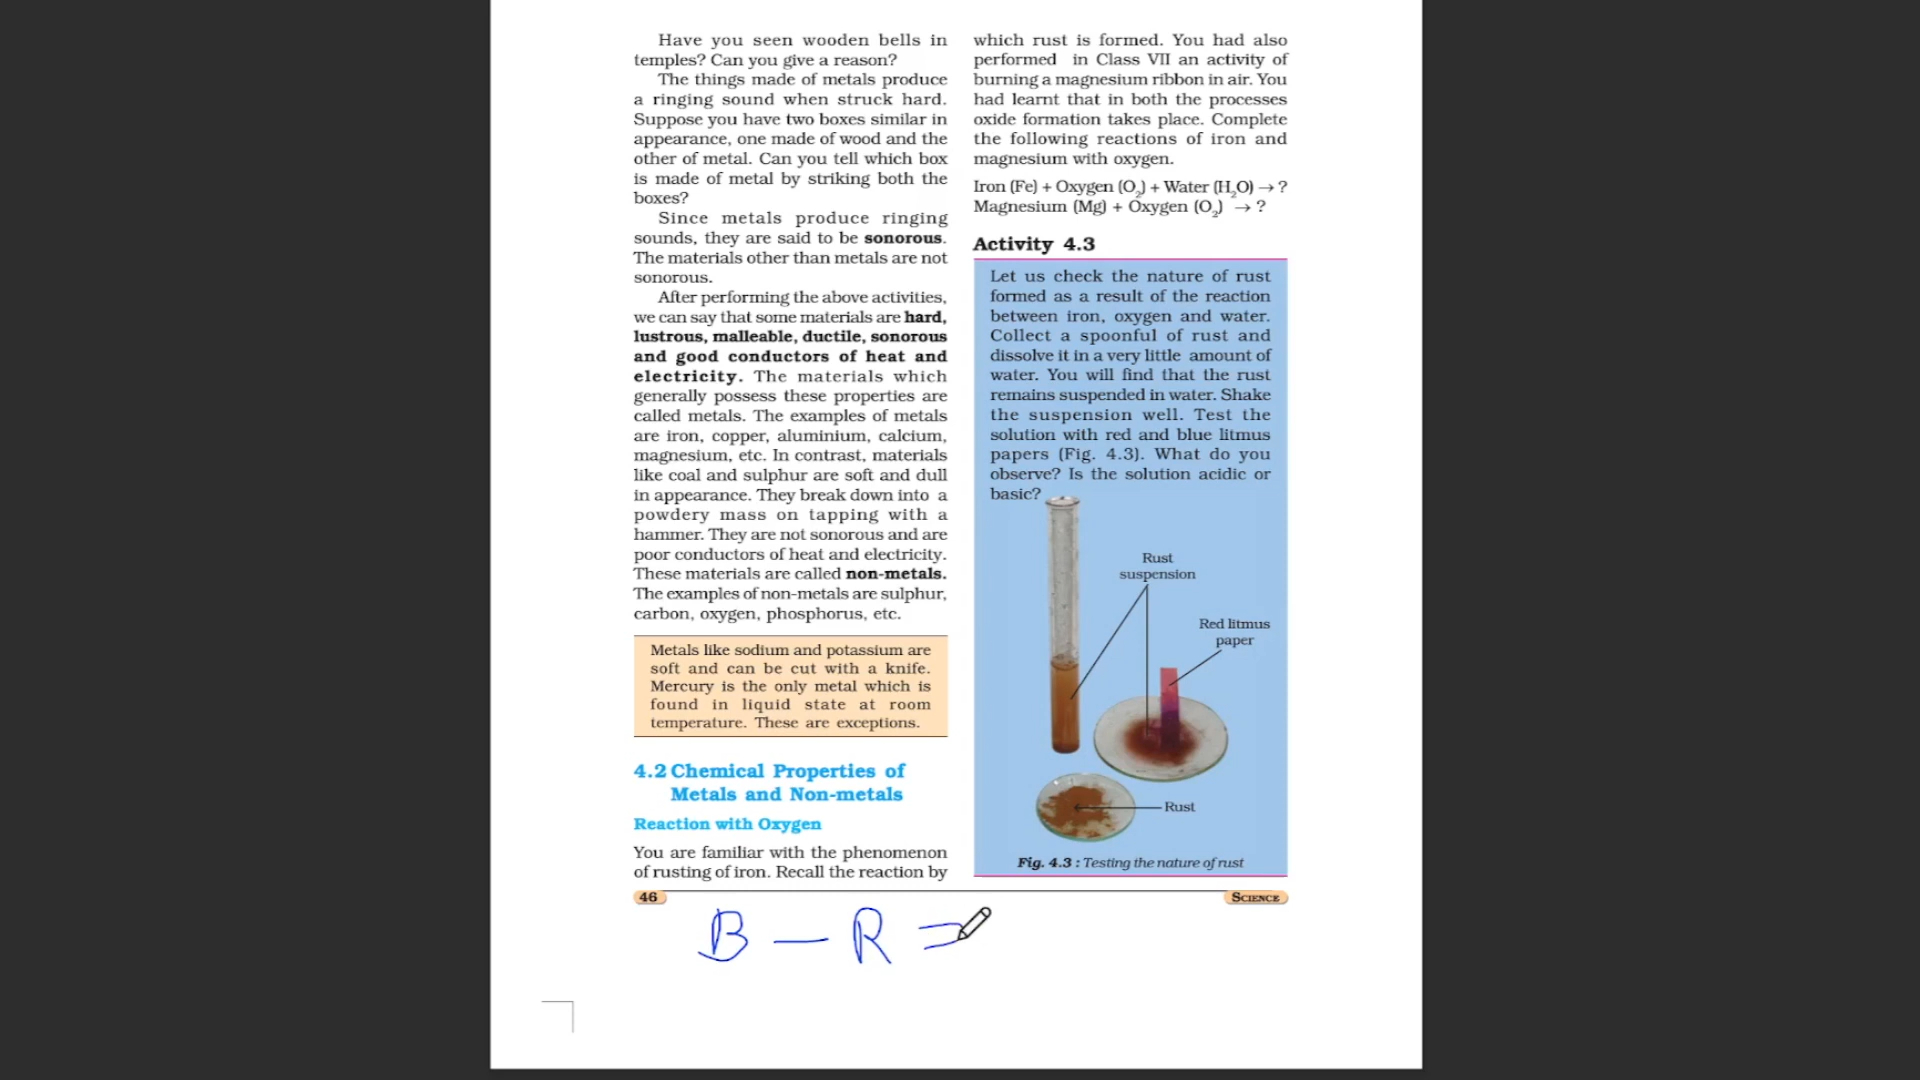 Have you seen wooden bells in
temples? Can you give a reason?
The things made of metals produce
a ringing sound when struck hard.
Suppose you have two boxes similar in
appearance, one made of wood and the
other of metal. Can you tell which box
is made of metal by striking both the
boxes?
Since metals produce ringing
sounds, they are said to be sonorous.
The materials other than metals are not
sonorous.
After performing the above activities,
we can say that some materials are hard,
lustrous, malleable, ductile, sonorous
and good conductors of heat and
electricity. The materials which
generally possess these properties are
called metals. The examples of metals
are iron, copper, aluminium, calcium,
magnesium, etc. In contrast, materials
like coal and sulphur are soft and dull
in appearance. They break down into a
powdery mass on tapping with a
hammer. They are not sonorous and are
poor conductors of heat and electricity.
These materials are called non-metals.
The examples of non-metals are sulphur,
carbon, oxygen, phosphorus, etc.
Metals like sodium and potassium are
soft and can be cut with a knife.
Mercury is the only metal which is
found in liquid state at room
temperature. These are exceptions.
4.2 Chemical Properties of
Metals and Non-metals
Reaction with Oxygen
You are familiar with the phenomenon
of rusting of iron. Recall the reaction by
which rust is formed. You had also
performed in Class VII an activity of
burning a magnesium ribbon in air. You
had learnt that in both the processes
oxide formation takes place. Complete
the following reactions of iron and
magnesium with oxygen.
Iron (Fe) + Oxygen (O₂) + Water (H₂O) → ?
Magnesium (Mg) + Oxygen (O₂) → ?
Activity 4.3
Let us check the nature of rust
formed as a result of the reaction
between iron, oxygen and water.
Collect a spoonful of rust and
dissolve it in a very little amount of
water. You will find that the rust
remains suspended in water. Shake
the suspension well. Test the
solution with red and blue litmus
papers (Fig. 4.3). What do you
observe? Is the solution acidic or
basic?
Rust
suspension
Red litmus
paper
Rust
Fig. 4.3 : Testing the nature of rust
46
SCIENCE
B — R =